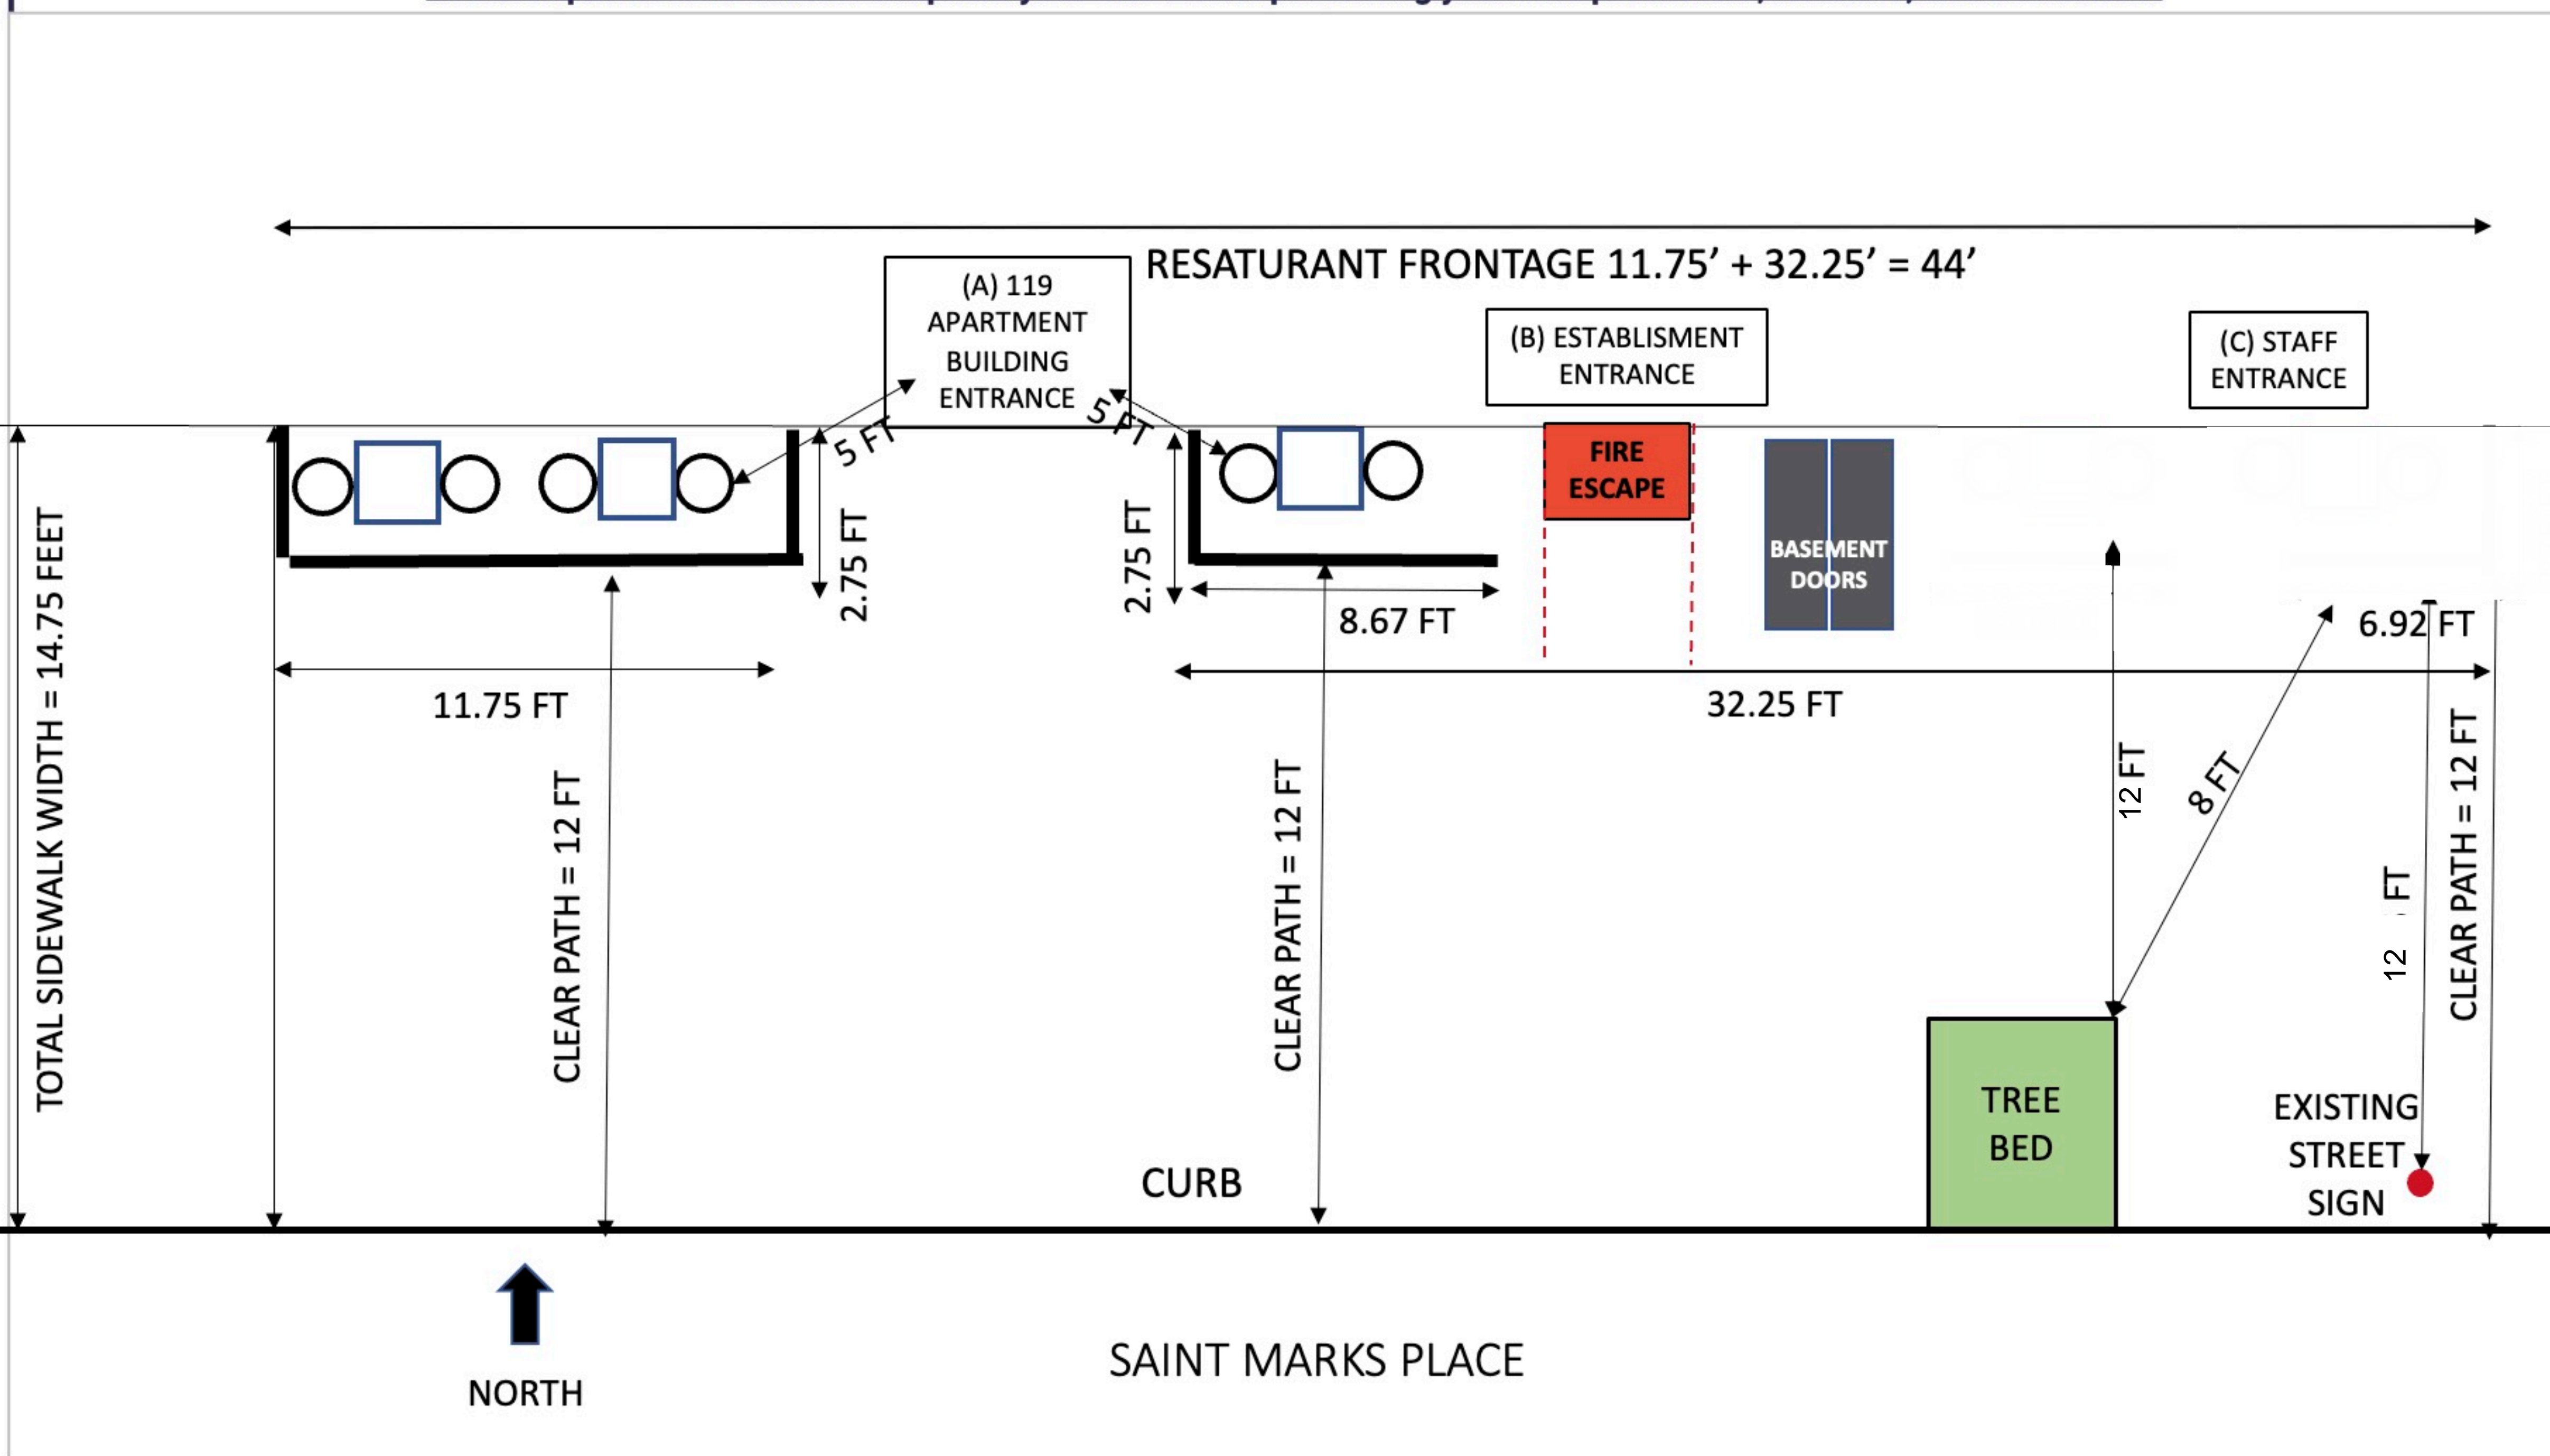 RESATURANT FRONTAGE 11.75’ + 32.25’ = 44’
(A) 119
APARTMENT
BUILDING
ENTRANCE
(B) ESTABLISMENT
ENTRANCE
(C) STAFF
ENTRANCE
5 FT
5 FT
FIRE
ESCAPE
BASEMENT
DOORS
2.75 FT
2.75 FT
8.67 FT
6.92 FT
11.75 FT
32.25 FT
TOTAL SIDEWALK WIDTH = 14.75 FEET
CLEAR PATH = 12 FT
CLEAR PATH = 12 FT
12 FT
8 FT
12 FT
CLEAR PATH = 12 FT
TREE
BED
EXISTING
STREET
SIGN
CURB
NORTH
SAINT MARKS PLACE